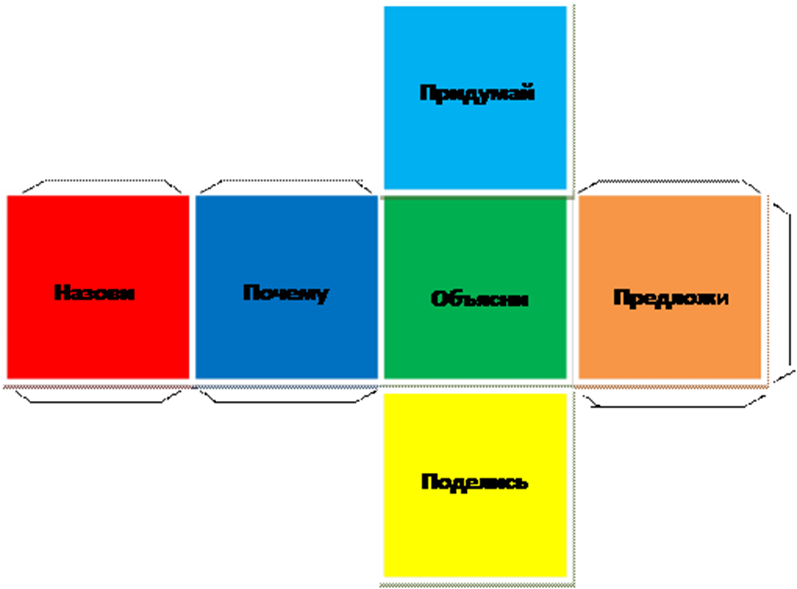 Придумай
Назови
Почему
Объясни
Предложи
Поделись